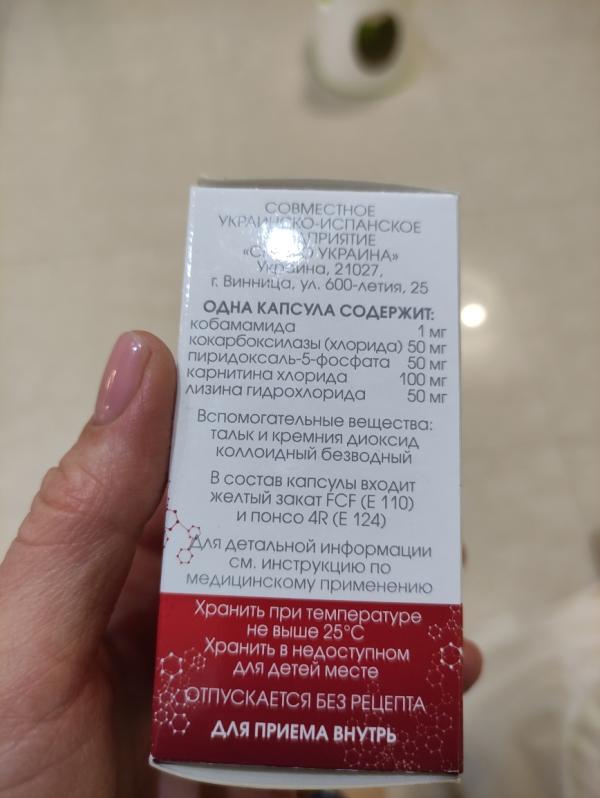 СОВМЕСТНОЕ
УКРАИНСКО-ИСПАНСКОЕ
УКРАИНА»
Украина, 21027,
г. Винница, ул. 600-летия, 25
ОДНА КАПСУЛА СОДЕРЖИТ:
кобамамида 1 мг
кокарбоксилазы (хлорида) 50 мг
пиридоксаль-5-фосфата 50 мг
карнитина хлорида 100 мг
лизина гидрохлорида 50 мг
Вспомогательные вещества:
тальк и кремния диоксид
коллоидный безводный
В состав капсулы входит
желтый закат FCF (Е 110)
и понсо 4R (Е 124)
Для детальной информации
см. инструкцию по
медицинскому применению
Хранить при температуре
не выше 25°С
Хранить в недоступном
для детей месте
ОТПУСКАЕТСЯ БЕЗ РЕЦЕПТА
ДЛЯ ПРИЕМА ВНУТРЬ